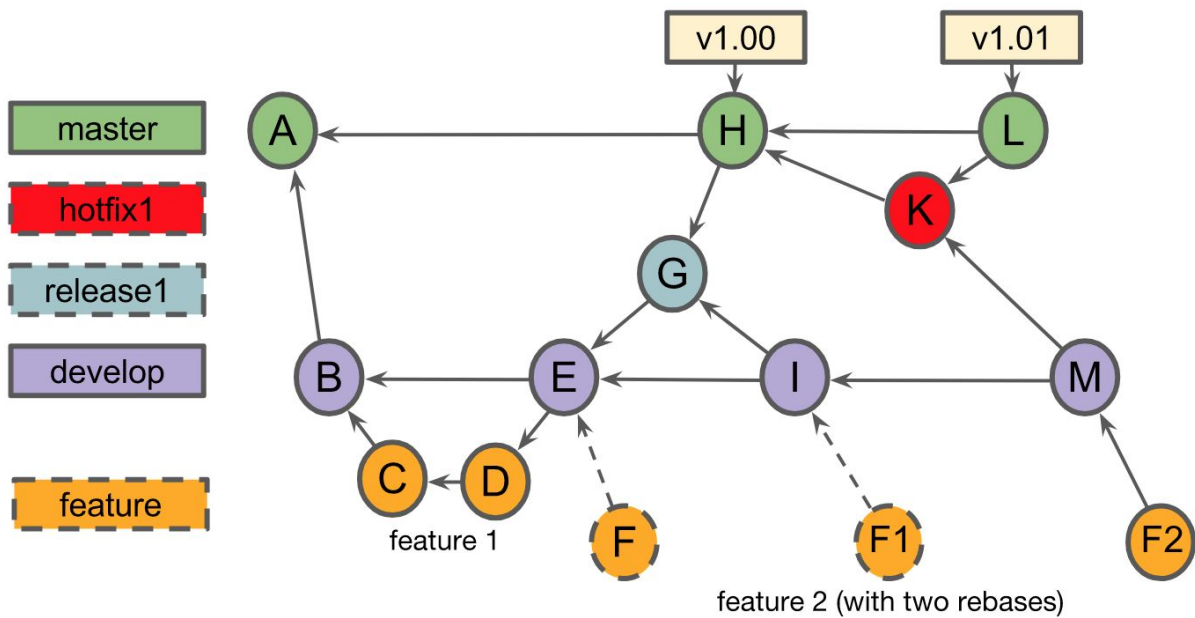 v1.00
v1.01
master
A
H
L
hotfix1
K
release1
G
develop
B
E
I
M
C
D
feature
feature 1
F
F1
F2
feature 2 (with two rebases)